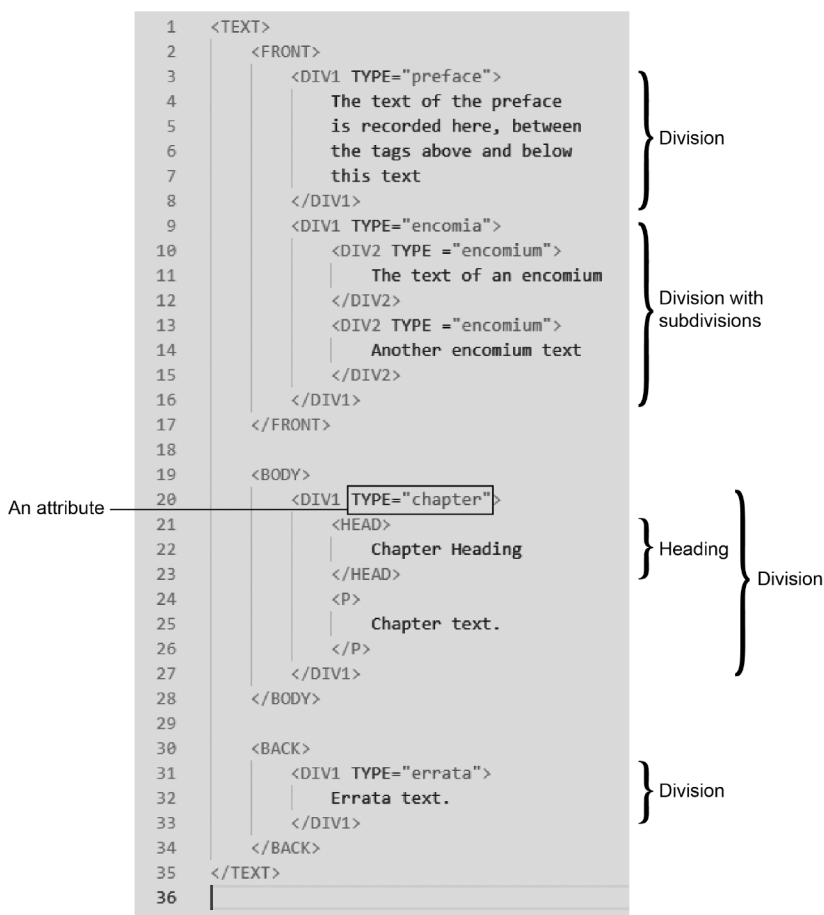 1 <TEXT>
2 <FRONT>
3 <DIV1 TYPE="preface">
4 The text of the preface
5 is recorded here, between
6 the tags above and below
7 this text
8 </DIV1>
Division
9 <DIV1 TYPE="encomia">
10 <DIV2 TYPE ="encomium">
11 The text of an encomium
12 </DIV2>
13 <DIV2 TYPE ="encomium">
14 Another encomium text
15 </DIV2>
16 </DIV1>
Division with
subdivisions
17 </FRONT>
18
19 <BODY>
20 <DIV1 TYPE="chapter">
An attribute
21 <HEAD>
22 Chapter Heading
23 </HEAD>
Heading
24 <P>
25 Chapter text.
26 </P>
27 </DIV1>
Division
28 </BODY>
29
30 <BACK>
31 <DIV1 TYPE="errata">
32 Errata text.
33 </DIV1>
Division
34 </BACK>
35 </TEXT>
36